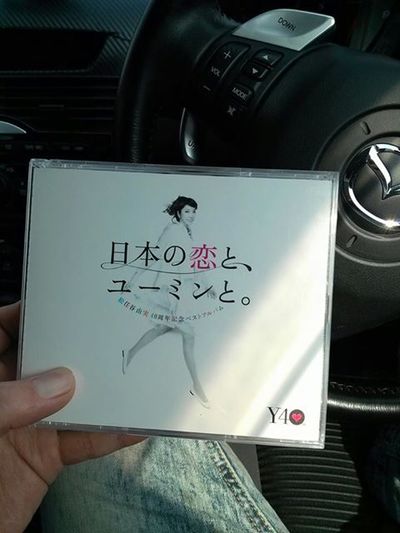 DOWN
+
VOL
−
MODE
日本の恋と、
ユーミンと。
松任谷由実 40周年記念ベストアルバム
Y40